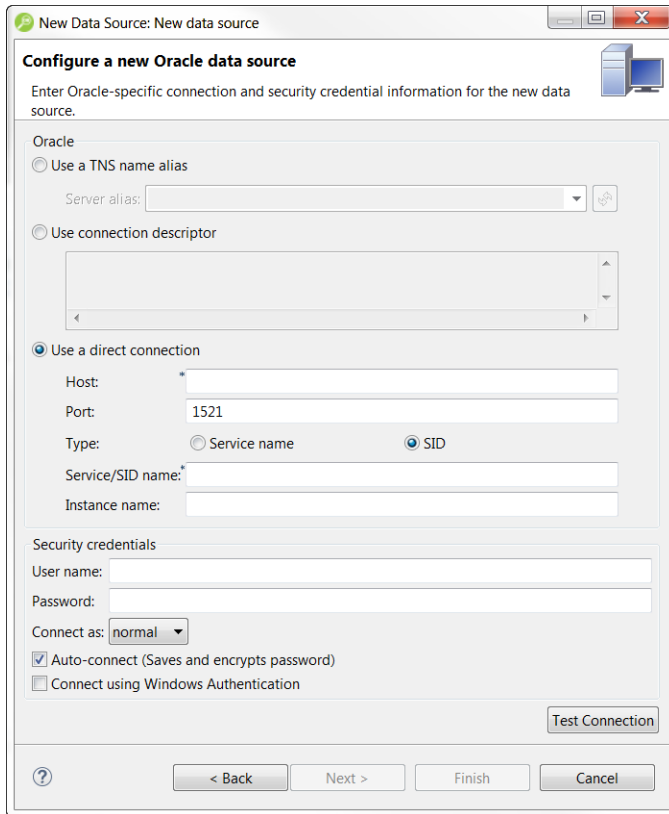 New Data Source: New data source
Configure a new Oracle data source
Enter Oracle-specific connection and security credential information for the new data
source.
Oracle
Use a TNS name alias
Server alias:
Use connection descriptor
Use a direct connection
Host: *
Port: 1521
Type: Service name SID
Service/SID name:*
Instance name:
Security credentials
User name:
Password:
Connect as: normal
Auto-connect (Saves and encrypts password)
Connect using Windows Authentication
Test Connection
? < Back Next > Finish Cancel